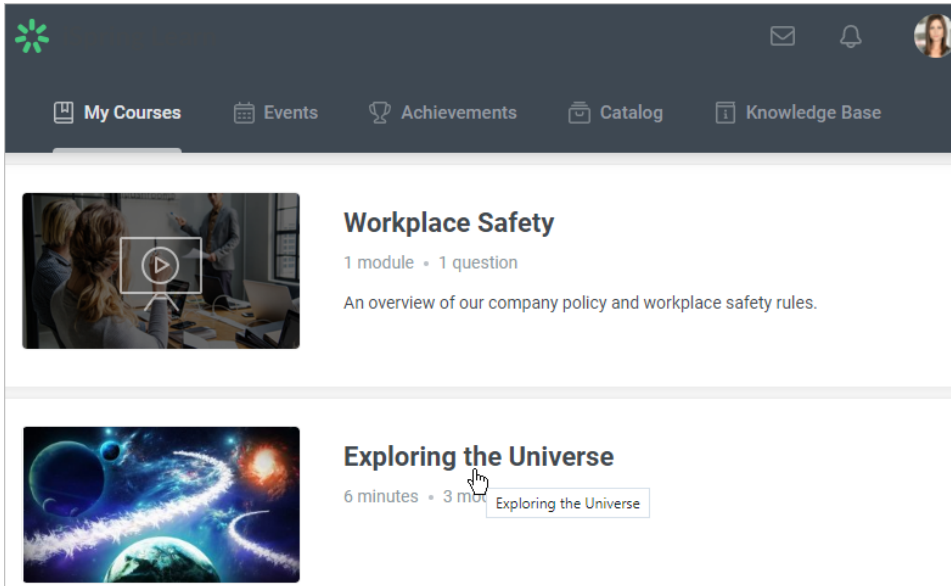 My Courses Events Achievements Catalog Knowledge Base
Workplace Safety
1 module • 1 question
An overview of our company policy and workplace safety rules.
Exploring the Universe
6 minutes • 3
Exploring the Universe